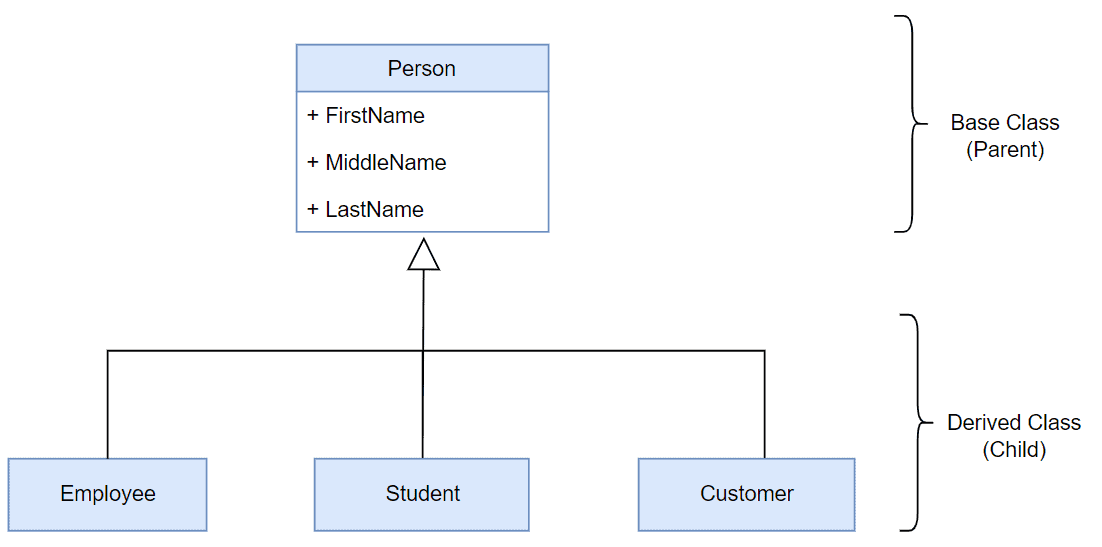 Person
+ FirstName
+ MiddleName
+ LastName
Base Class
(Parent)
Derived Class
(Child)
Employee
Student
Customer